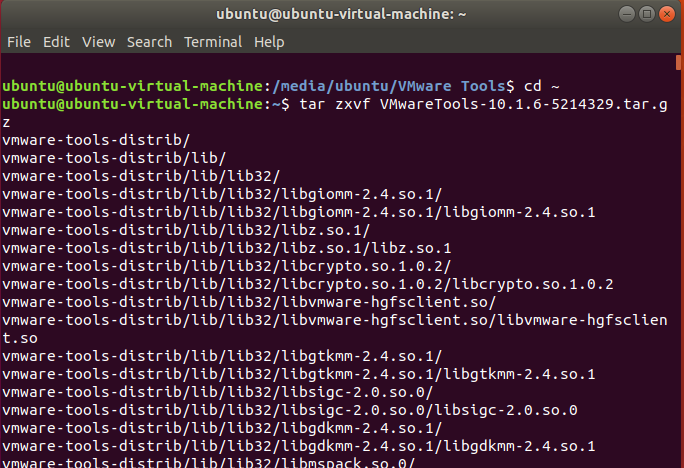 ubuntu@ubuntu-virtual-machine: ~
File Edit View Search Terminal Help
ubuntu@ubuntu-virtual-machine:/media/ubuntu/VMware Tools$ cd ~
ubuntu@ubuntu-virtual-machine:~$ tar zxvf VMwareTools-10.1.6-5214329.tar.g
z
vmware-tools-distrib/
vmware-tools-distrib/lib/
vmware-tools-distrib/lib/lib32/
vmware-tools-distrib/lib/lib32/libgiomm-2.4.so.1/
vmware-tools-distrib/lib/lib32/libgiomm-2.4.so.1/libgiomm-2.4.so.1
vmware-tools-distrib/lib/lib32/libz.so.1/
vmware-tools-distrib/lib/lib32/libz.so.1/libz.so.1
vmware-tools-distrib/lib/lib32/libcrypto.so.1.0.2/
vmware-tools-distrib/lib/lib32/libcrypto.so.1.0.2/libcrypto.so.1.0.2
vmware-tools-distrib/lib/lib32/libvmware-hgfsclient.so/
vmware-tools-distrib/lib/lib32/libvmware-hgfsclient.so/libvmware-hgfsclien
t.so
vmware-tools-distrib/lib/lib32/libgtkmm-2.4.so.1/
vmware-tools-distrib/lib/lib32/libgtkmm-2.4.so.1/libgtkmm-2.4.so.1
vmware-tools-distrib/lib/lib32/libsigc-2.0.so.0/
vmware-tools-distrib/lib/lib32/libsigc-2.0.so.0/libsigc-2.0.so.0
vmware-tools-distrib/lib/lib32/libgdkmm-2.4.so.1/
vmware-tools-distrib/lib/lib32/libgdkmm-2.4.so.1/libgdkmm-2.4.so.1
vmware-tools-distrib/lib/lib32/libmspack.so.0/